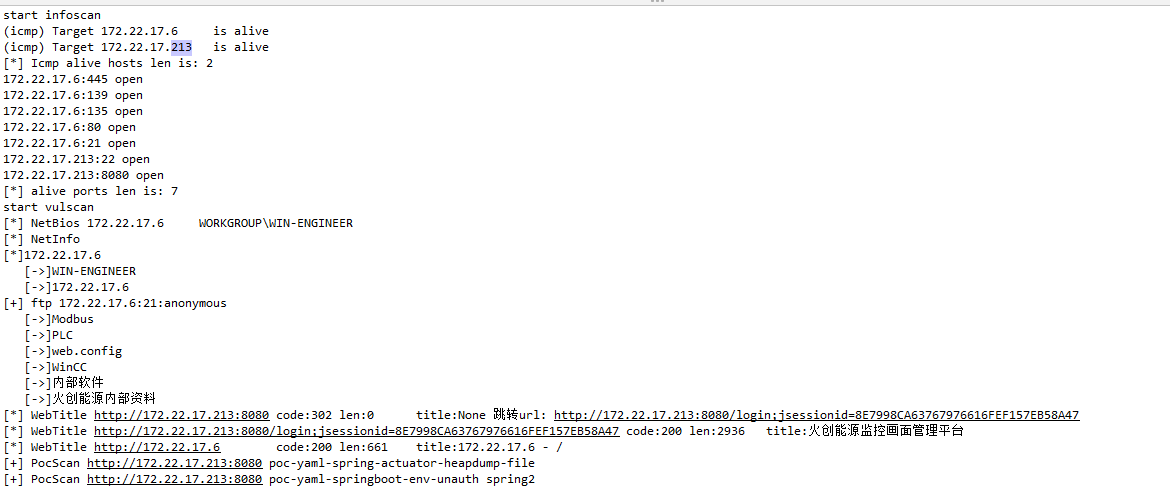 start infoscan
(icmp) Target 172.22.17.6     is alive
(icmp) Target 172.22.17.213   is alive
[*] Icmp alive hosts len is: 2
172.22.17.6:445 open
172.22.17.6:139 open
172.22.17.6:135 open
172.22.17.6:80 open
172.22.17.6:21 open
172.22.17.213:22 open
172.22.17.213:8080 open
[*] alive ports len is: 7
start vulscan
[*] NetBios 172.22.17.6     WORKGROUP\WIN-ENGINEER
[*] NetInfo
[*]172.22.17.6
   [->]WIN-ENGINEER
   [->]172.22.17.6
[+] ftp 172.22.17.6:21:anonymous
   [->]Modbus
   [->]PLC
   [->]web.config
   [->]WinCC
   [->]内部软件
   [->]火创能源内部资料
[*] WebTitle http://172.22.17.213:8080 code:302 len:0      title:None 跳转url: http://172.22.17.213:8080/login;jsessionid=8E7998CA63767976616FEF157EB58A47
[*] WebTitle http://172.22.17.213:8080/login;jsessionid=8E7998CA63767976616FEF157EB58A47 code:200 len:2936   title:火创能源监控画面管理平台
[*] WebTitle http://172.22.17.6        code:200 len:661    title:172.22.17.6 - /
[+] PocScan http://172.22.17.213:8080 poc-yaml-spring-actuator-heapdump-file
[+] PocScan http://172.22.17.213:8080 poc-yaml-springboot-env-unauth spring2